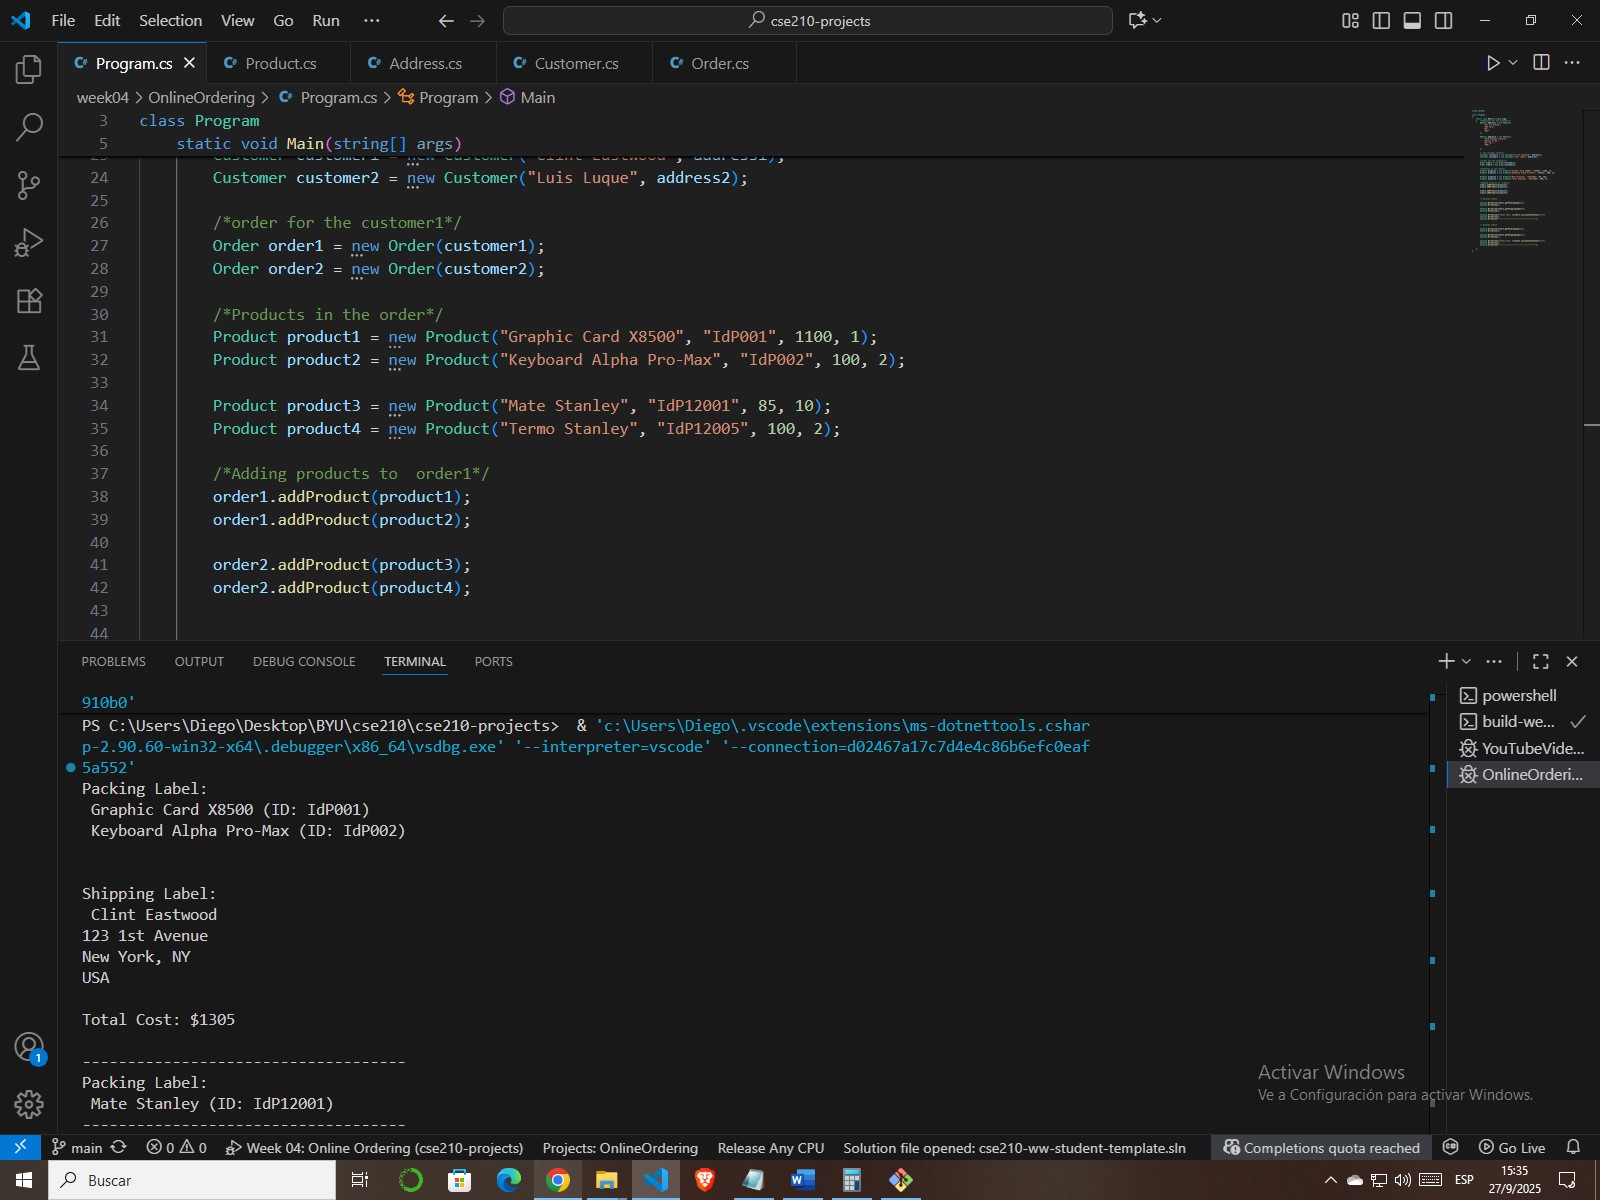 File Edit Selection View Go Run ···
cse210-projects
Program.cs
Product.cs
Address.cs
Customer.cs
Order.cs
week04 > OnlineOrdering > Program.cs > Program > Main
3 class Program
5 static void Main(string[] args)
24 Customer customer2 = new Customer("Luis Luque", address2);
25
26 /*order for the customer1*/
27 Order order1 = new Order(customer1);
28 Order order2 = new Order(customer2);
29
30 /*Products in the order*/
31 Product product1 = new Product("Graphic Card X8500", "IdP001", 1100, 1);
32 Product product2 = new Product("Keyboard Alpha Pro-Max", "IdP002", 100, 2);
33
34 Product product3 = new Product("Mate Stanley", "IdP12001", 85, 10);
35 Product product4 = new Product("Termo Stanley", "IdP12005", 100, 2);
36
37 /*Adding products to  order1*/
38 order1.addProduct(product1);
39 order1.addProduct(product2);
40
41 order2.addProduct(product3);
42 order2.addProduct(product4);
43
44
PROBLEMS OUTPUT DEBUG CONSOLE TERMINAL PORTS
910b0'
PS C:\Users\Diego\Desktop\BYU\cse210\cse210-projects>  & 'c:\Users\Diego\.vscode\extensions\ms-dotnettools.cshar
p-2.90.60-win32-x64\.debugger\x86_64\vsdbg.exe' '--interpreter=vscode' '--connection=d02467a17c7d4e4c86b6efc0eaf
5a552'
Packing Label:
Graphic Card X8500 (ID: IdP001)
Keyboard Alpha Pro-Max (ID: IdP002)
Shipping Label:
Clint Eastwood
123 1st Avenue
New York, NY
USA
Total Cost: $1305
------------------------------------
Packing Label:
Mate Stanley (ID: IdP12001)
------------------------------------
powershell
build-we...
YouTubeVide...
OnlineOrderi...
Activar Windows
Ve a Configuración para activar Windows.
1
main 0 0 Week 04: Online Ordering (cse210-projects) Projects: OnlineOrdering Release Any CPU Solution file opened: cse210-ww-student-template.sln Completions quota reached Go Live
Buscar
ESP
15:35
27/9/2025